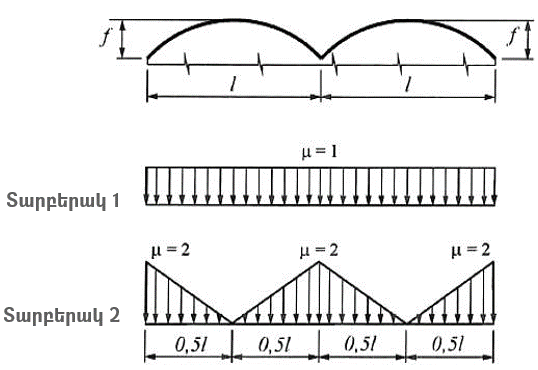 f f
l l
μ = 1
Տարբերակ 1
μ = 2 μ = 2 μ = 2
Տարբերակ 2
0,5l 0,5l 0,5l 0,5l